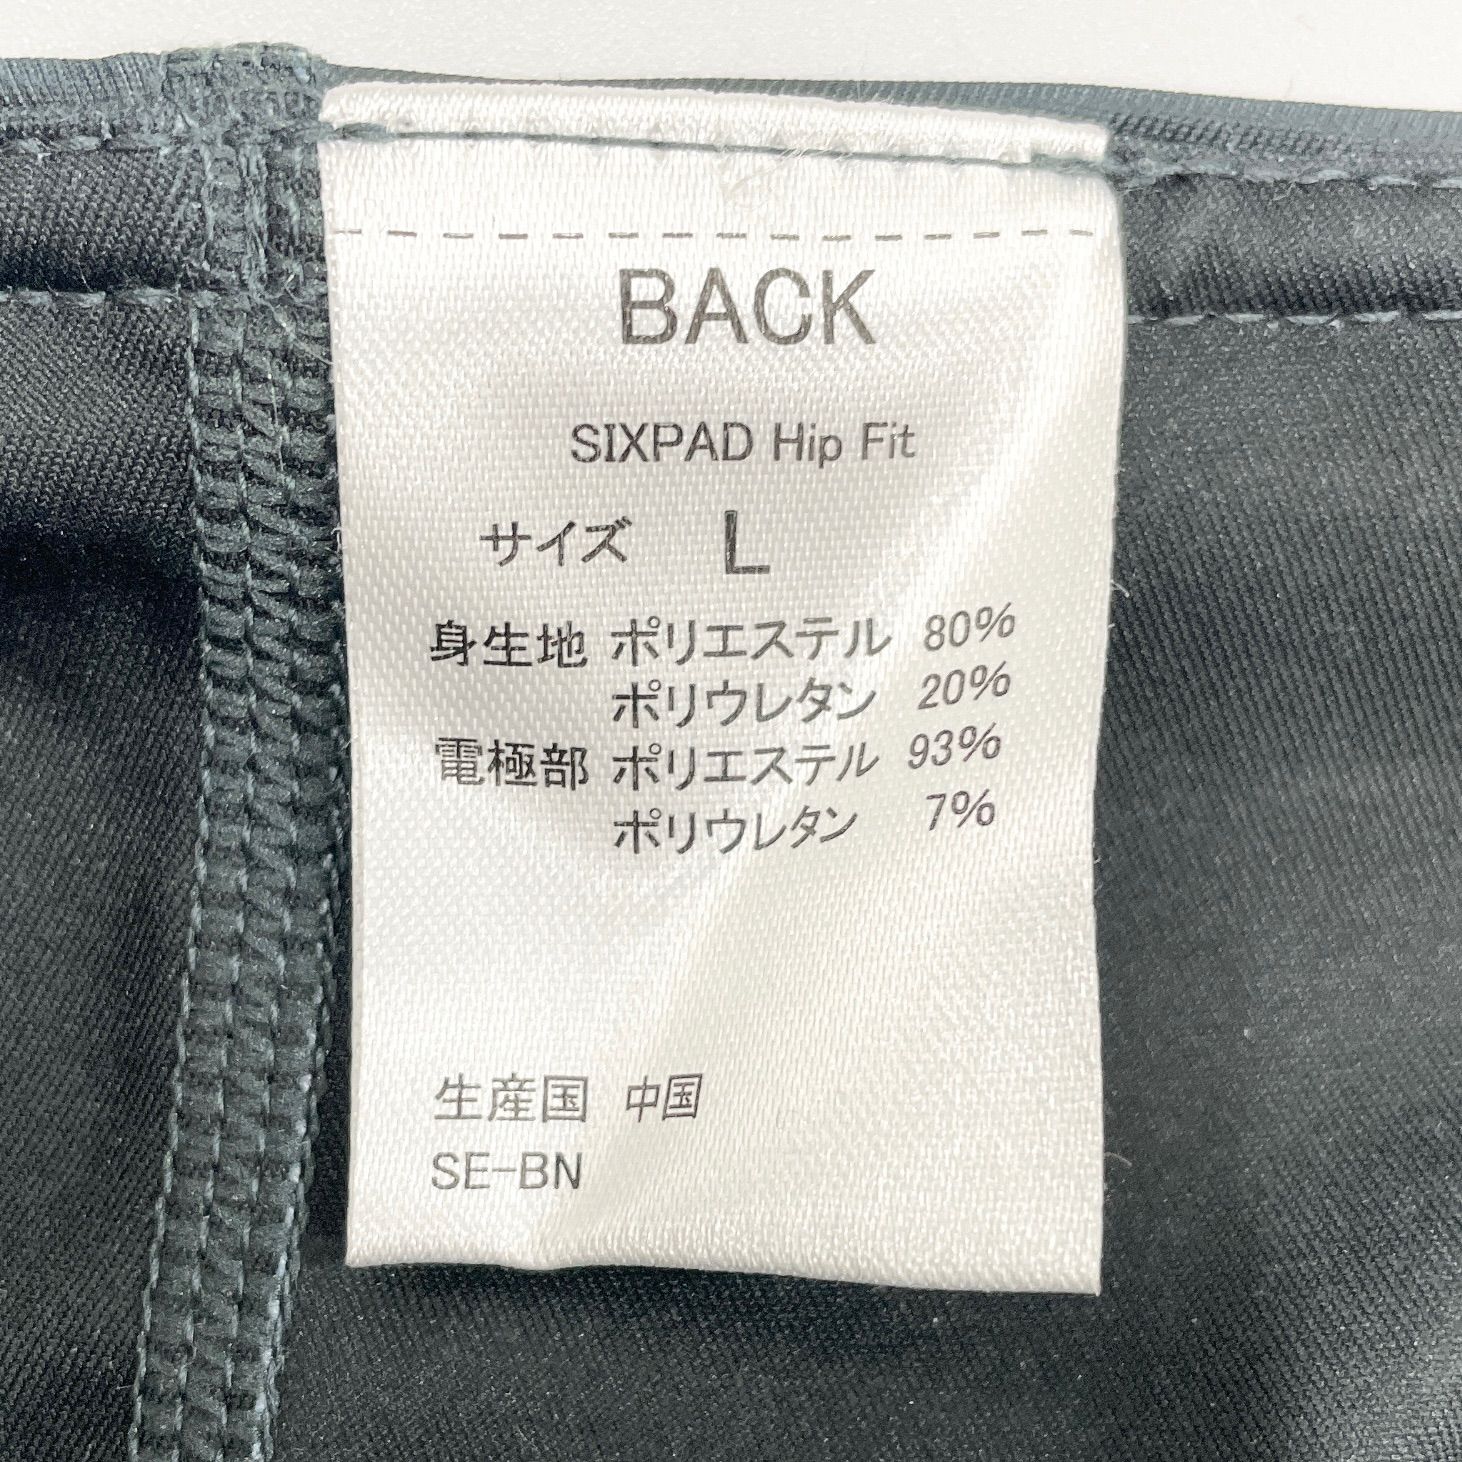 BACK
SIXPAD Hip Fit
サイズ L
身生地 ポリエステル 80%
ポリウレタン 20%
電極部 ポリエステル 93%
ポリウレタン 7%
生産国 中国
SE-BN